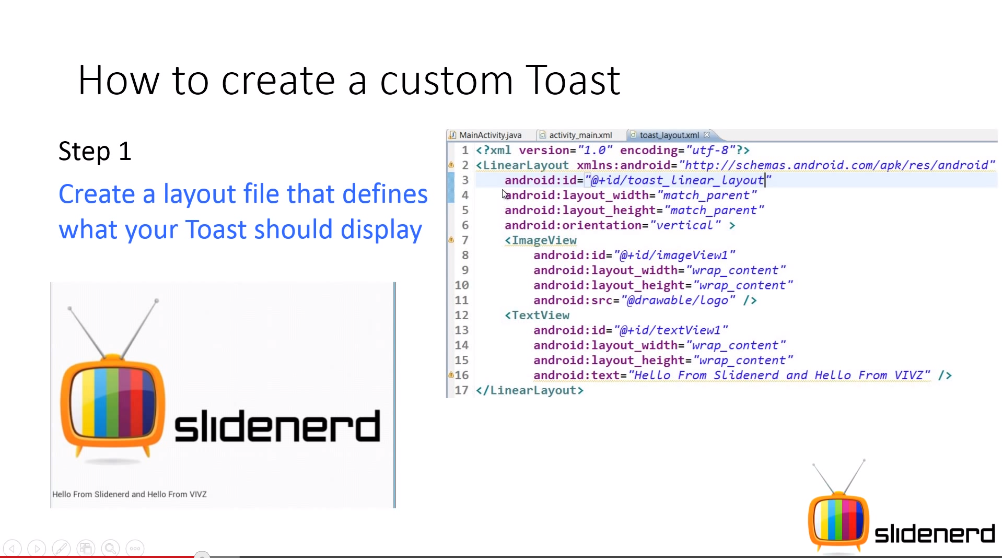 How to create a custom Toast
Step 1
Create a layout file that defines
what your Toast should display
slidenerd
Hello From Slidenerd and Hello From VIVZ
MainActivity.java activity_main.xml toast_layout.xml
1 <?xml version="1.0" encoding="utf-8"?>
2 <LinearLayout xmlns:android="http://schemas.android.com/apk/res/android"
3 android:id="@+id/toast_linear_layout"
4 android:layout_width="match_parent"
5 android:layout_height="match_parent"
6 android:orientation="vertical" >
7 <ImageView
8 android:id="@+id/imageView1"
9 android:layout_width="wrap_content"
10 android:layout_height="wrap_content"
11 android:src="@drawable/logo" />
12 <TextView
13 android:id="@+id/textView1"
14 android:layout_width="wrap_content"
15 android:layout_height="wrap_content"
16 android:text="Hello From Slidenerd and Hello From VIVZ" />
17 </LinearLayout>
slidenerd